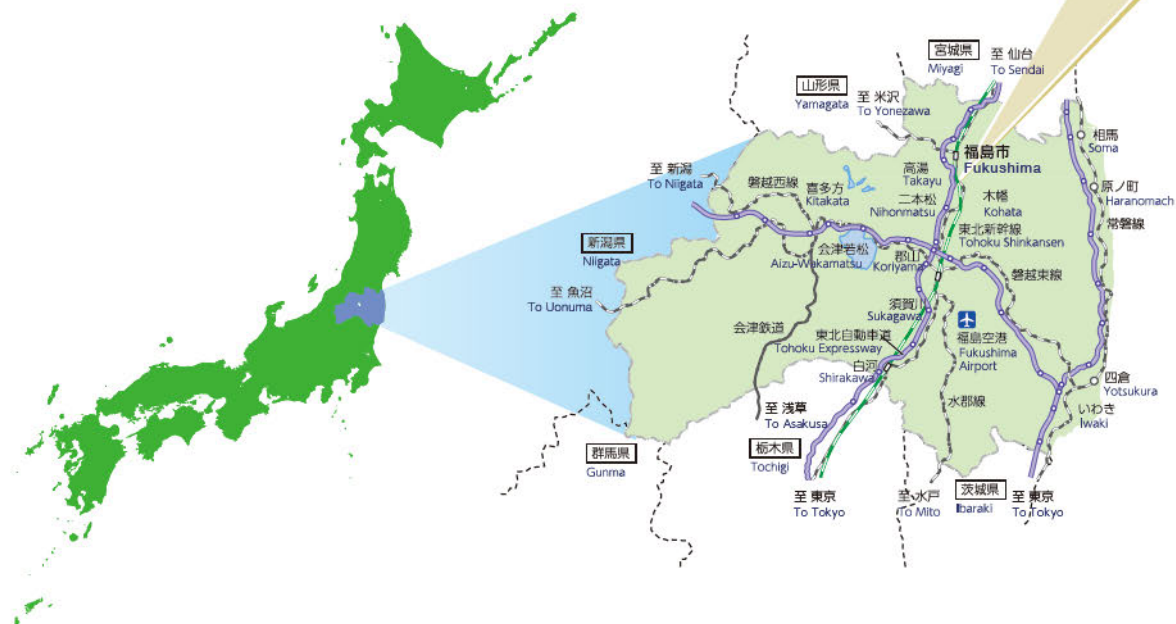 宮城県
Miyagi
至 仙台
To Sendai
山形県
Yamagata
至 米沢
To Yonezawa
相馬
Soma
福島市
Fukushima
至 新潟
To Niigata
磐越西線
喜多方
Kitakata
高湯
Takayu
二本松
Nihonmatsu
木幡
Kohata
原ノ町
Haranomach
常磐線
東北新幹線
Tohoku Shinkansen
新潟県
Niigata
会津若松
Aizu-Wakamatsu
郡山
Koriyama
磐越東線
至 魚沼
To Uonuma
須賀川
Sukagawa
会津鉄道
東北自動車道
Tohoku Expressway
福島空港
Fukushima
Airport
白河
Shirakawa
四倉
Yotsukura
水郡線
いわき
Iwaki
至 浅草
To Asakusa
群馬県
Gunma
栃木県
Tochigi
至 東京
To Tokyo
至 水戸
To Mito
茨城県
Ibaraki
至 東京
To Tokyo